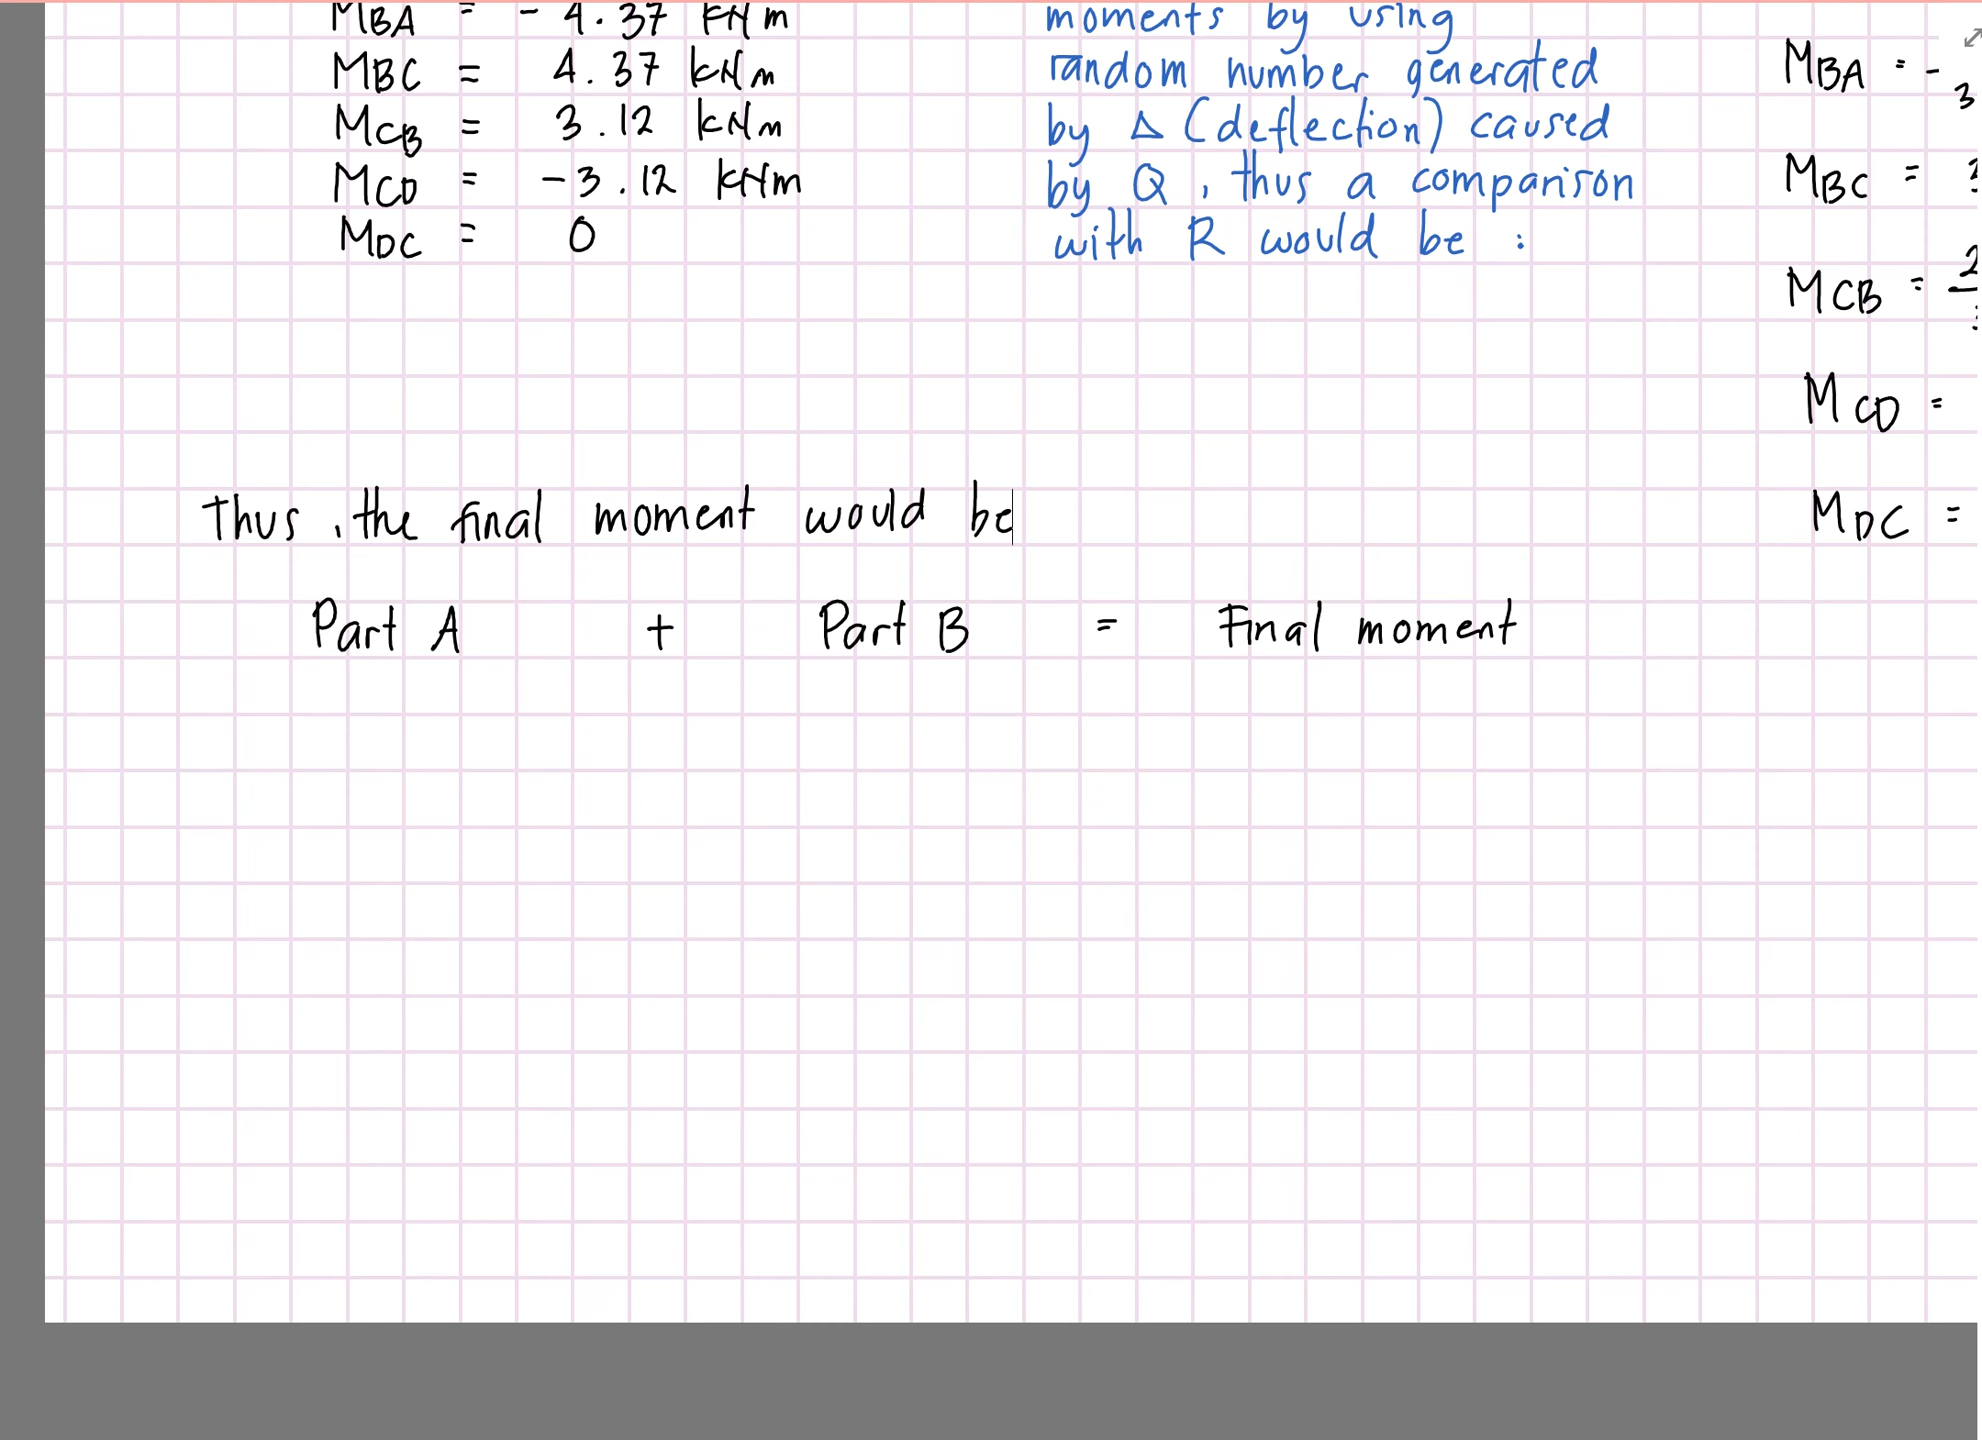 MBA = - 4.37 kNm
MBC = 4.37 kNm
MCB = 3.12 kNm
MCD = -3.12 kNm
MDC = 0
moments by using
random number generated
by Δ (deflection) caused
by Q , thus a comparison
with R would be :
MBA = -
3
MBC =
MCB = 2
MCD =
MDC =
Thus , the final moment would be
Part A + Part B = Final moment